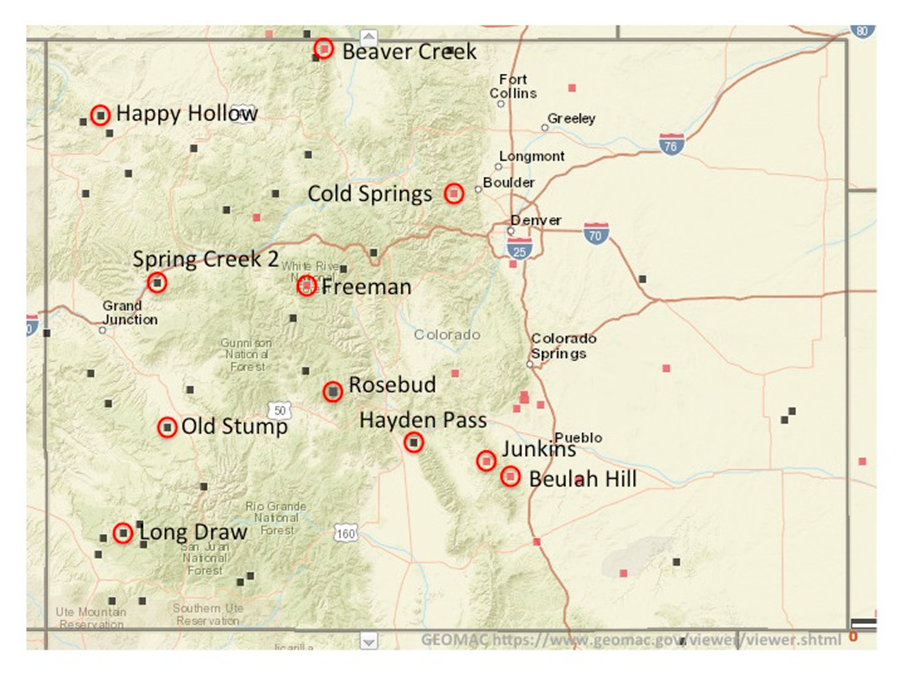 80
Beaver Creek
Fort
Collins
Happy Hollow
Greeley
76
Longmont
Boulder
Cold Springs
Denver
25
70
Spring Creek 2
White River
National
Freeman
Grand
Junction
Colorado
Colorado
Springs
Gunnison
National
Forest
Rosebud
50
Hayden Pass
Old Stump
Pueblo
Junkins
Beulah Hill
Rio Grande
National
Forest
160
Long Draw
San Juan
National
Forest
Ute Mountain
Reservation
Southern Ute
Reservation
GEOMAC https://www.geomac.gov/viewer/viewer.shtml
0